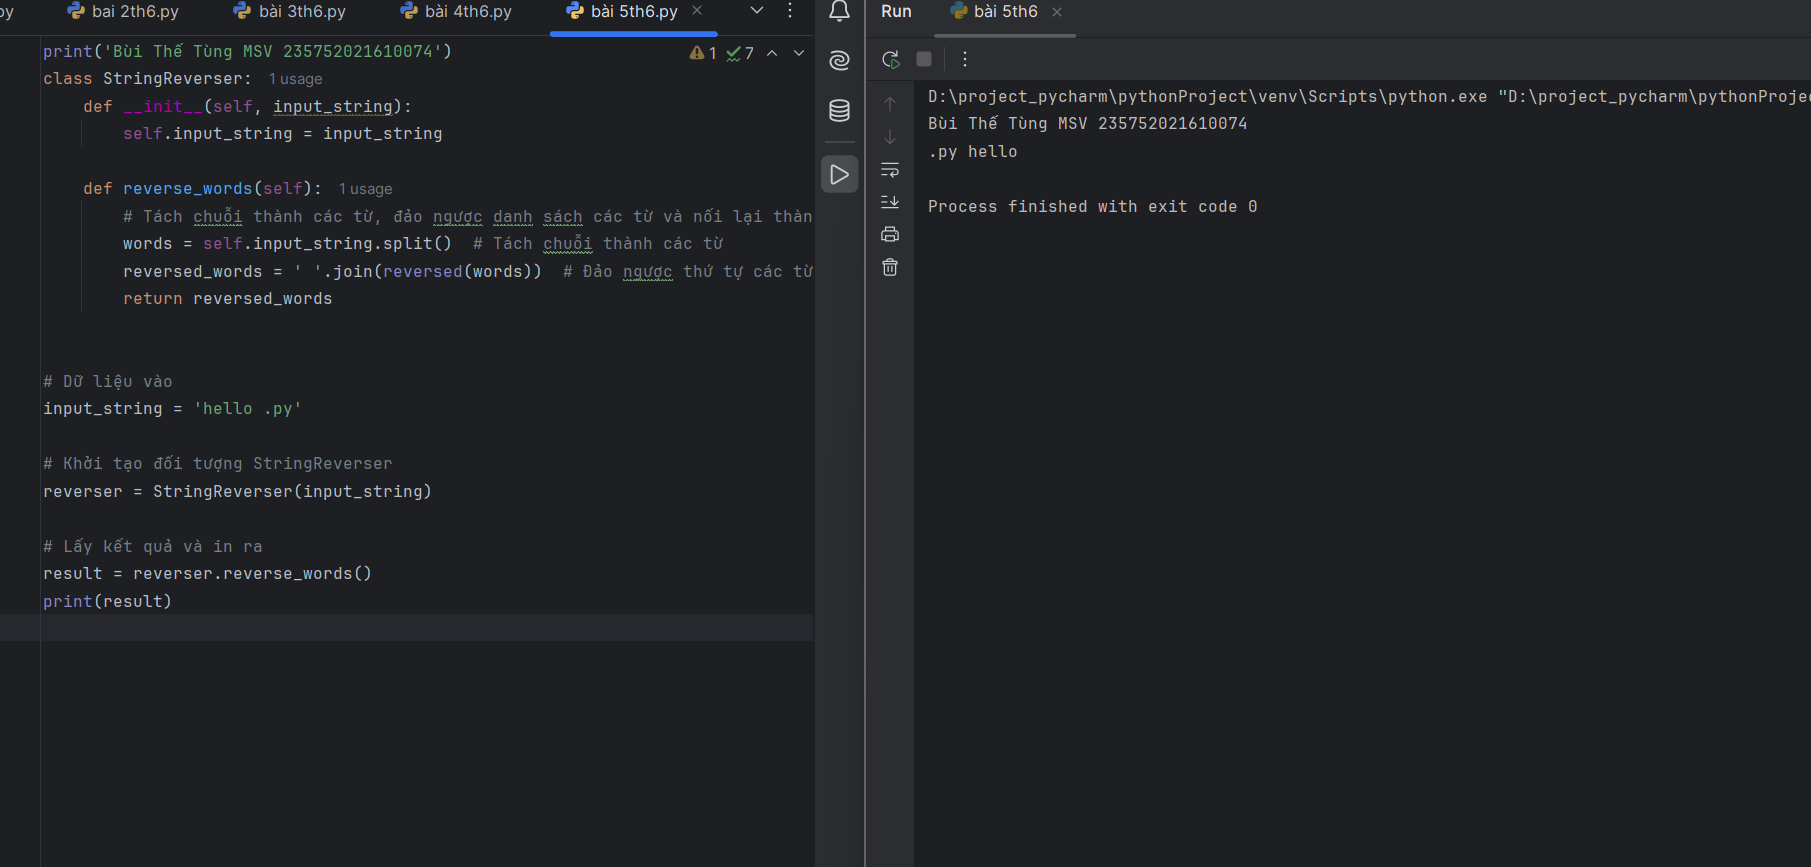 py
bai 2th6.py
bài 3th6.py
bài 4th6.py
bài 5th6.py
print('Bùi Thế Tùng MSV 235752021610074')
1
7
class StringReverser:
1 usage
def __init__(self, input_string):
self.input_string = input_string
def reverse_words(self):
1 usage
# Tách chuỗi thành các từ, đảo ngược danh sách các từ và nối lại thàn
words = self.input_string.split()  # Tách chuỗi thành các từ
reversed_words = ' '.join(reversed(words))  # Đảo ngược thứ tự các từ
return reversed_words
# Dữ liệu vào
input_string = 'hello .py'
# Khởi tạo đối tượng StringReverser
reverser = StringReverser(input_string)
# Lấy kết quả và in ra
result = reverser.reverse_words()
print(result)
Run
bài 5th6
D:\project_pycharm\pythonProject\venv\Scripts\python.exe "D:\project_pycharm\pythonProje
Bùi Thế Tùng MSV 235752021610074
.py hello
Process finished with exit code 0